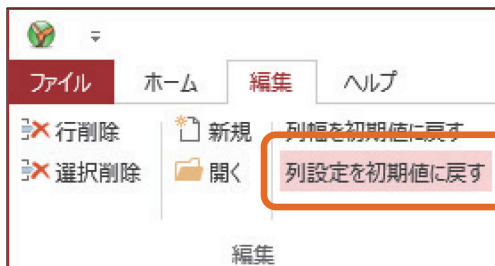 ファイル ホーム 編集 ヘルプ
行削除 新規 列幅を初期値に戻す
選択削除 開く 列設定を初期値に戻す
編集